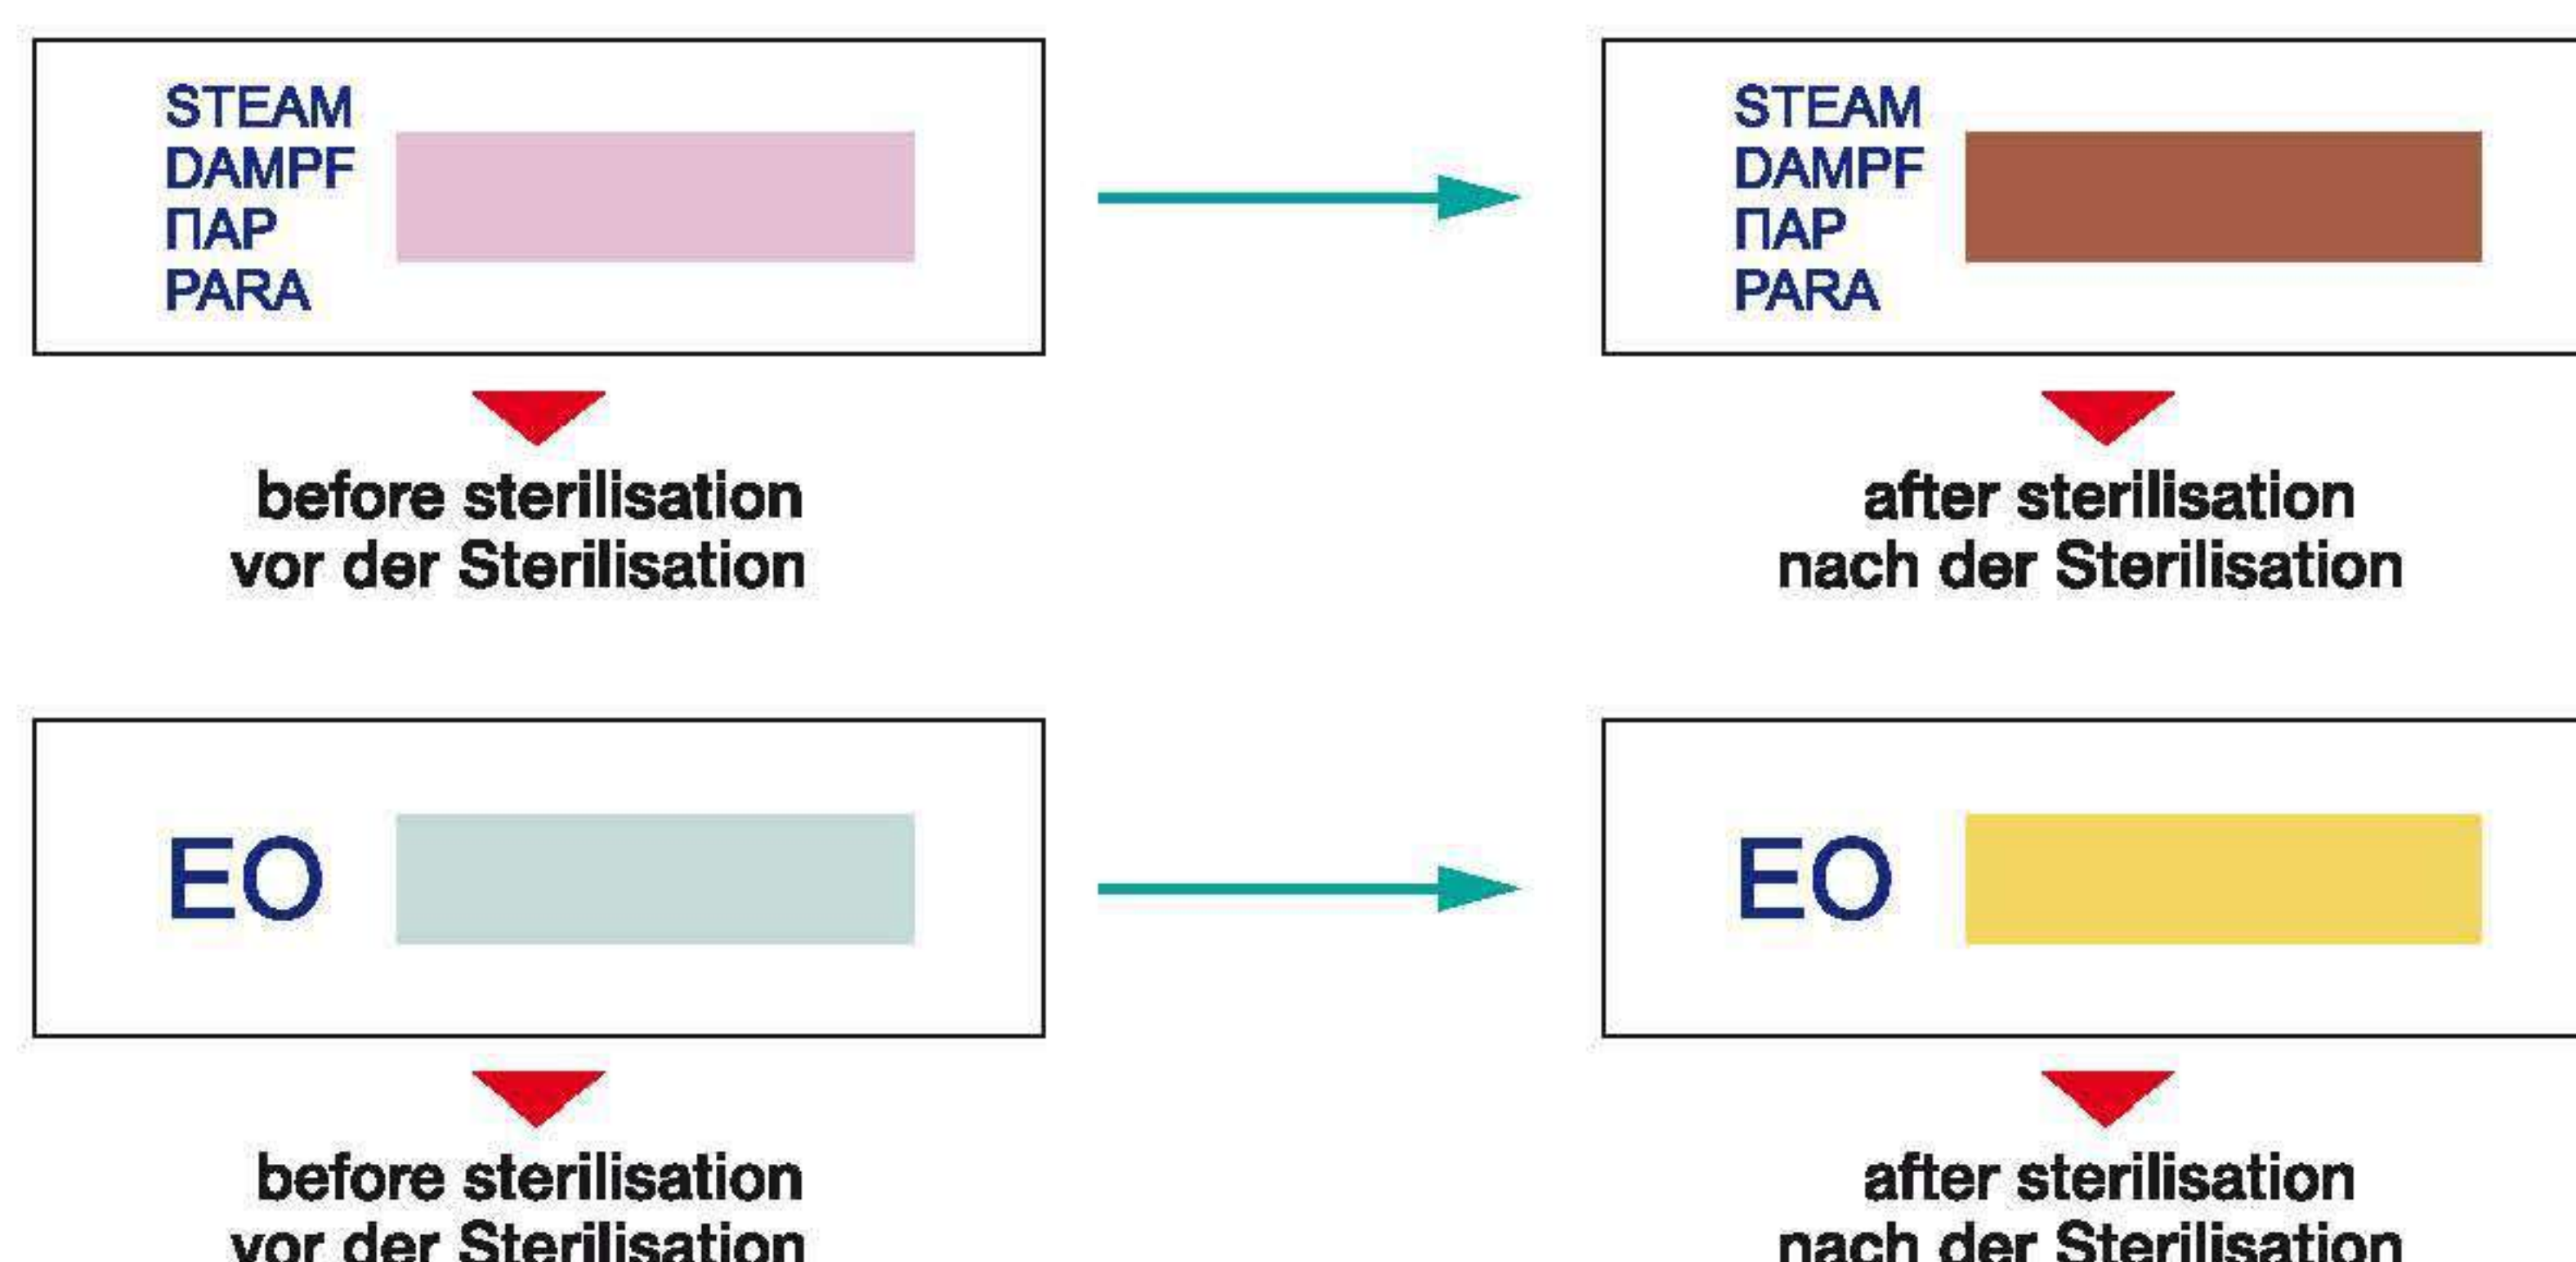 STEAM
DAMPF
ПАР
PARA
STEAM
DAMPF
ПАР
PARA
before sterilisation
vor der Sterilisation
after sterilisation
nach der Sterilisation
EO
EO
before sterilisation
vor der Sterilisation
after sterilisation
nach der Sterilisation